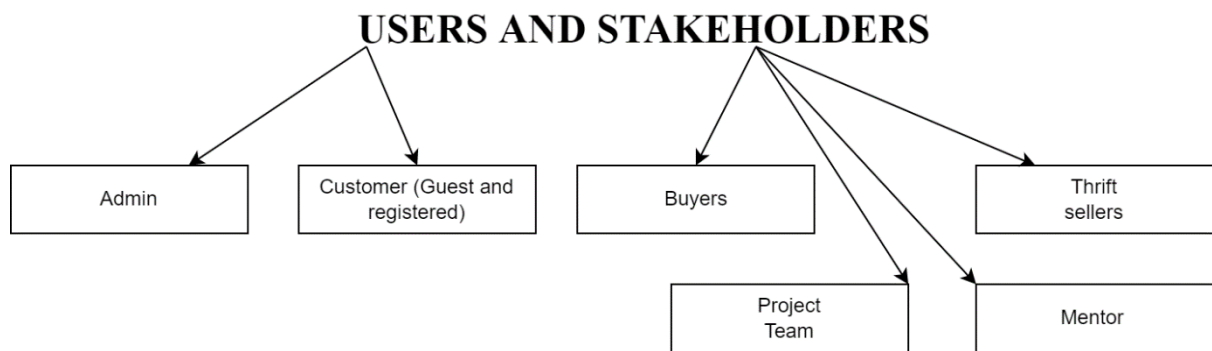 USERS AND STAKEHOLDERS
Admin
Customer (Guest and
registered)
Buyers
Thrift
sellers
Project
Team
Mentor